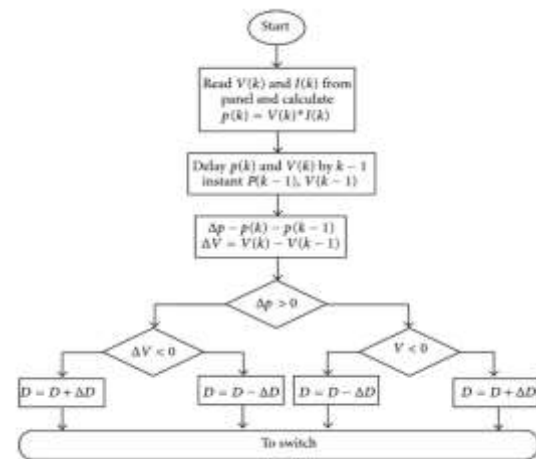 Start
Read V(k) and I(k) from
panel end calculate
p(k) = V(k)*I(k)
Delay p(k) and V(k) by k − 1
instant P(k − 1), V(k − 1)
Δp − p(k) − p(k − 1)
ΔV = V(k) − V(k − 1)
Δp > 0
ΔV < 0
V < 0
D = D + ΔD
D = D − ΔD
D = D − ΔD
D = D + ΔD
To switch